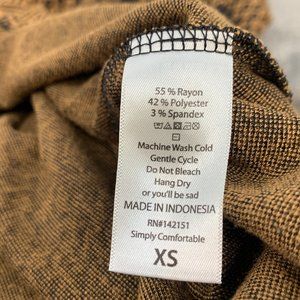 55 % Rayon
42 % Polyester
3 % Spandex
Machine Wash Cold
Gentle Cycle
Do Not Bleach
Hang Dry
or you'll be sad
MADE IN INDONESIA
RN#142151
Simply Comfortable
XS